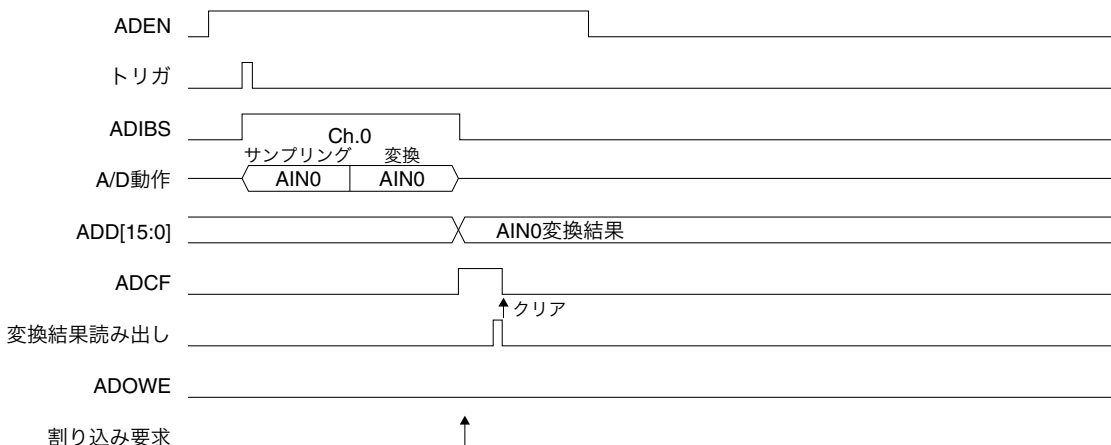 ADEN
トリガ
ADIBS
Ch.0
サンプリング 変換
A/D動作
AIN0 AIN0
ADD[15:0]
AIN0変換結果
ADCF
クリア
変換結果読み出し
ADOWE
割り込み要求